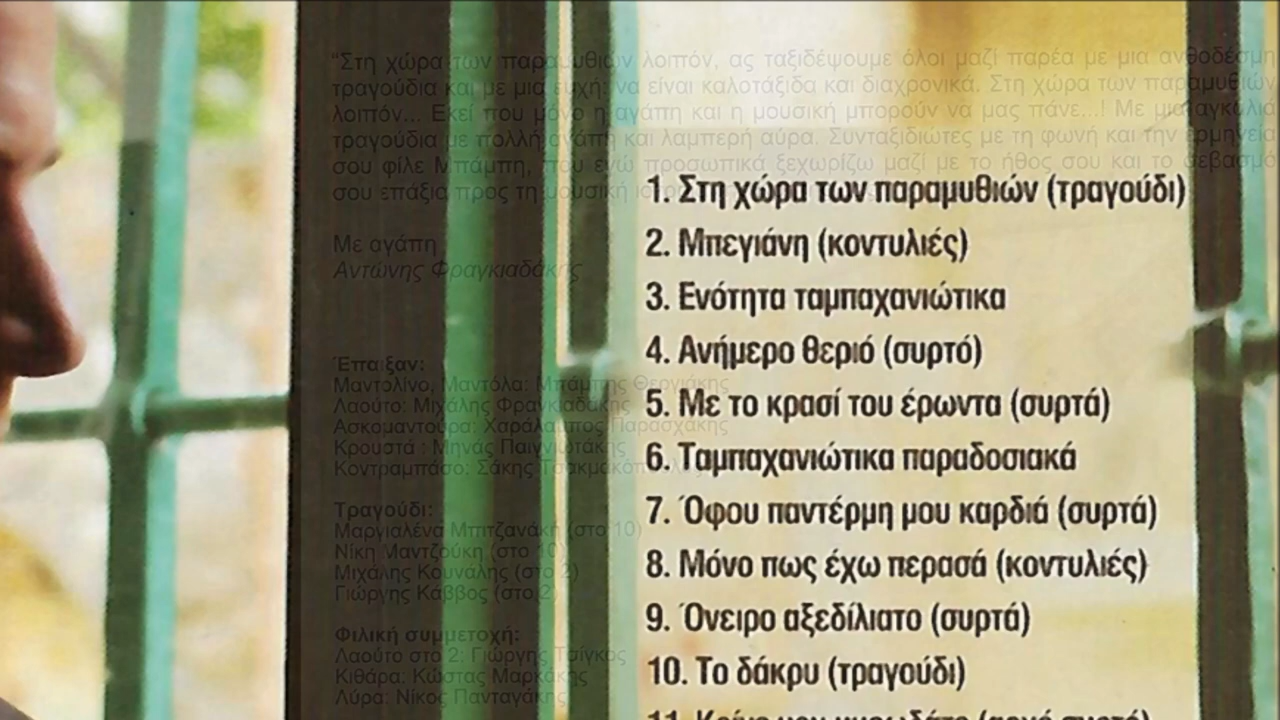 “Στη χώρα των παραμυθιών λοιπόν, ας ταξιδέψουμε όλοι μαζί παρέα με μια ανθοδέσμη
τραγούδια και με μια ευχή; να είναι καλοτάξιδα και διαχρονικά. Στη χώρα των παραμυθιών
λοιπόν... Εκεί που μόνο η αγάπη και η μουσική μπορούν να μας πάνε...! Με μια αγκαλιά
τραγούδια με πολλή αγάπη και λαμπερή αύρα. Συνταξιδιώτες με τη φωνή και την ερμηνεία
σου φίλε Μπάμπη, που εγώ προσωπικά ξεχωρίζω μαζί με το ήθος σου και το σεβασμό
σου επάξια προς τη μουσική
Με αγάπη
Αντώνης Φραγκιαδάκης
Έπαιξαν:
Μαντολίνο, Μαντόλα: Μπάμπης Θεργιάκης
Λαούτο: Μιχάλης Φραγκιαδάκης
Ασκομαντούρα: Χαράλαμπος Παρασχάκης
Κρουστά : Μηνάς Παιγνιωτάκης
Κοντραμπάσο: Σάκης
Τραγούδι:
Μαργιαλένα Μπιτζανάκη (στο 10)
Νίκη Μαντζούκη (στο 10)
Μιχάλης Κουνάλης (στο 2)
Γιώργης Κάββος (στο 2)
Φιλική συμμετοχή:
Λαούτο στο 2: Γιώργης Τσίγκος
Κιθάρα: Κώστας Μαρκάκης
Λύρα: Νίκος Πανταγάκης
1. Στη χώρα των παραμυθιών (τραγούδι)
2. Μπεγιάνη (κοντυλιές)
3. Ενότητα ταμπαχανιώτικα
4. Ανήμερο θεριό (συρτό)
5. Με το κρασί του έρωντα (συρτά)
6. Ταμπαχανιώτικα παραδοσιακά
7. Όφου παντέρμη μου καρδιά (συρτά)
8. Μόνο πως έχω περασά (κοντυλιές)
9. Όνειρο αξεδίλιατο (συρτά)
10. Το δάκρυ (τραγούδι)